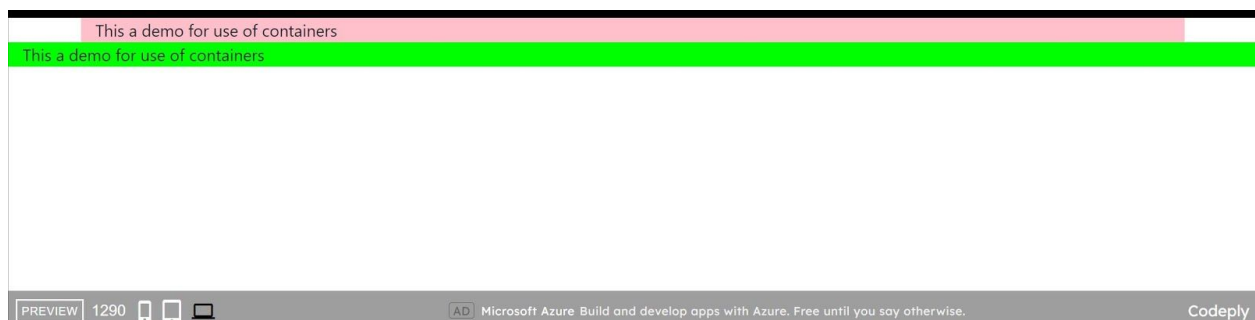 This a demo for use of containers
This a demo for use of containers
PREVIEW 1290 AD Microsoft Azure Build and develop apps with Azure. Free until you say otherwise. Codeply